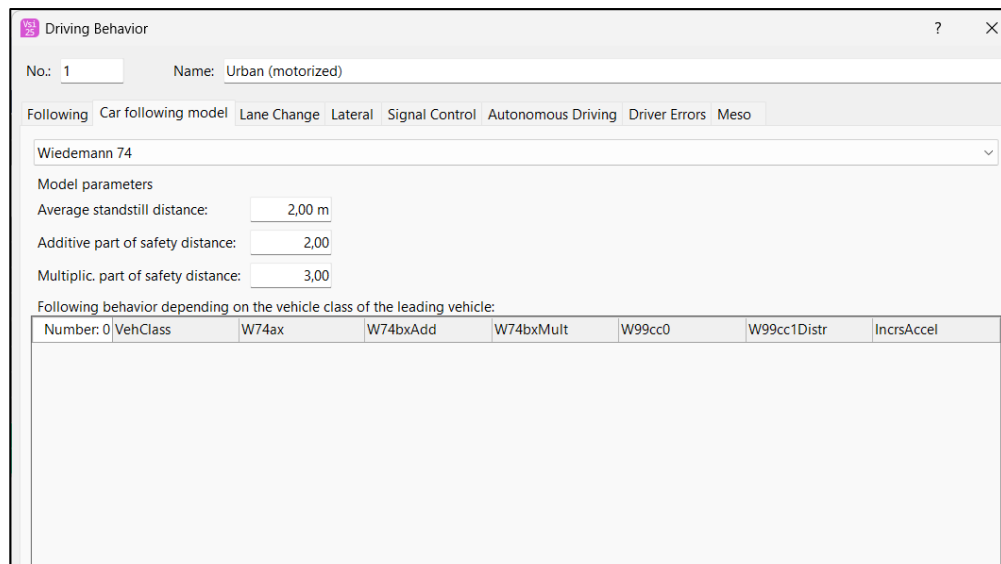 Vsi
25
Driving Behavior
?
No.: 1 Name: Urban (motorized)
Following Car following model Lane Change Lateral Signal Control Autonomous Driving Driver Errors Meso
Wiedemann 74
Model parameters
Average standstill distance: 2,00 m
Additive part of safety distance: 2,00
Multiplic. part of safety distance: 3,00
Following behavior depending on the vehicle class of the leading vehicle:
Number: 0 VehClass W74ax W74bxAdd W74bxMult W99cc0 W99cc1Distr IncrsAccel